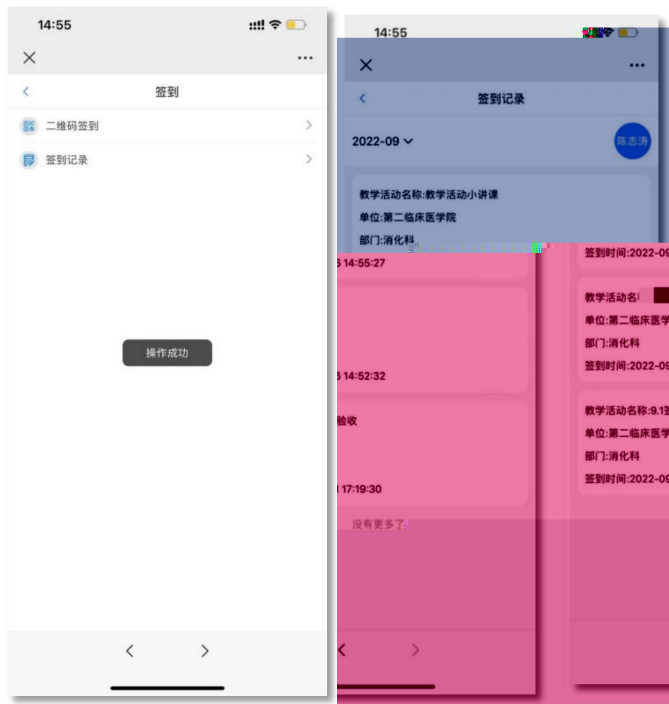 14:55
签到
二维码签到
签到记录
操作成功
14:55
签到记录
2022-09
陈志涛
教学活动名称:教学活动小讲课
单位:第二临床医学院
部门:消化科
14:55:27
14:52:32
验收
17:19:30
没有更多了
签到时间:2022-09
教学活动名
单位:第二临床医学
部门:消化科
签到时间:2022-09
教学活动名称:9.1
单位:第二临床医学
部门:消化科
签到时间:2022-09